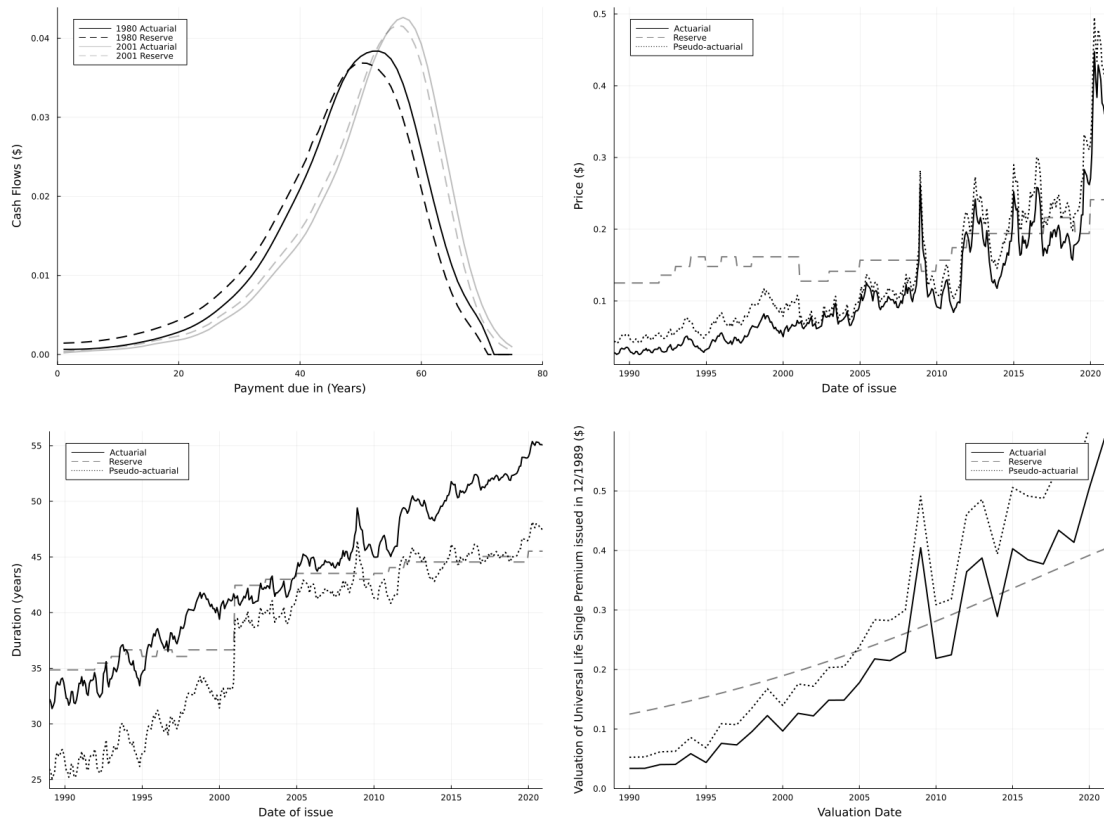 1980 Actuarial
1980 Reserve
2001 Actuarial
2001 Reserve
0.04
0.03
0.02
0.01
0.00
Cash Flows ($)
0 20 40 60 80
Payment due in (Years)
Actuarial
Reserve
Pseudo-actuarial
0.5
0.4
0.3
0.2
0.1
Price ($)
1990 1995 2000 2005 2010 2015 2020
Date of issue
Actuarial
Reserve
Pseudo-actuarial
55
50
45
40
35
30
25
Duration (years)
1990 1995 2000 2005 2010 2015 2020
Date of issue
Actuarial
Reserve
Pseudo-actuarial
0.5
0.4
0.3
0.2
0.1
0.0
Valuation of Universal Life Single Premium issued in 12/1989 ($)
1990 1995 2000 2005 2010 2015 2020
Valuation Date